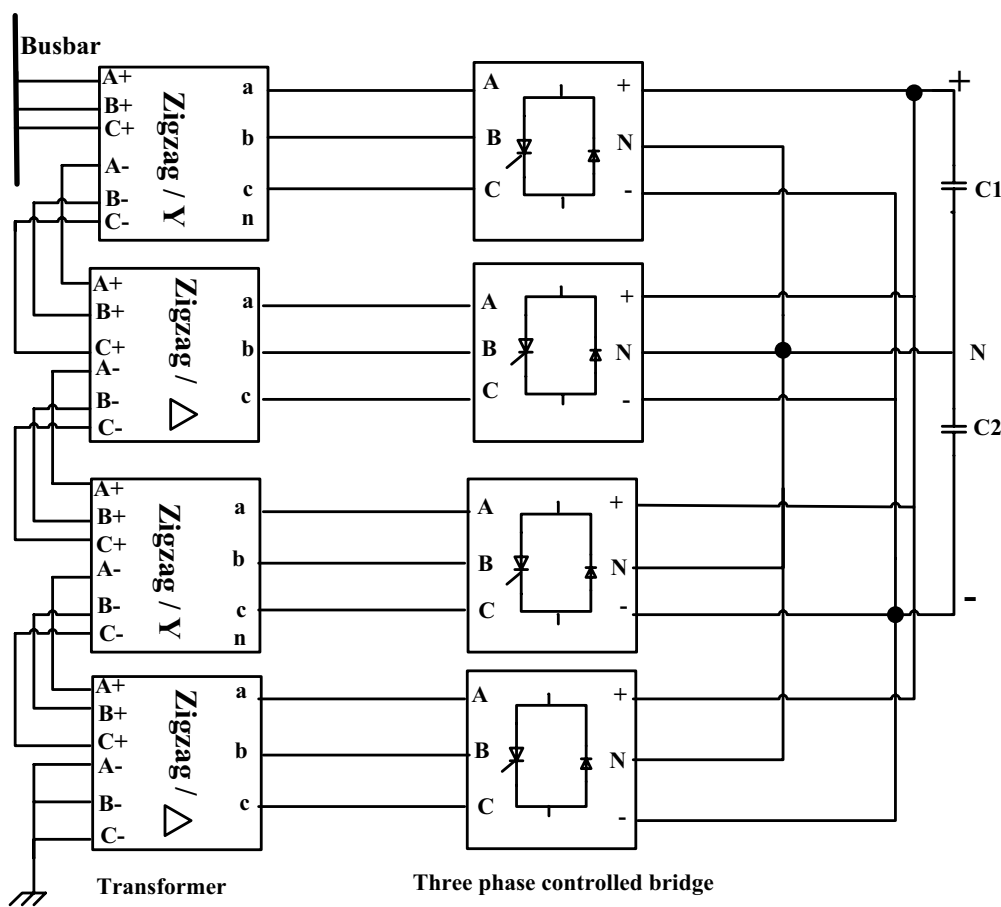 Busbar
A+
B+
C+
A-
B-
C-
Zigzag / Y
a
b
c
n
A
B
C
+
N
-
+
C1
A+
B+
C+
A-
B-
C-
Zigzag / △
a
b
c
A
B
C
+
N
-
N
C2
A+
B+
C+
A-
B-
C-
Zigzag / Y
a
b
c
n
A
B
C
+
N
-
-
A+
B+
C+
A-
B-
C-
Zigzag / △
a
b
c
A
B
C
+
N
-
Transformer
Three phase controlled bridge